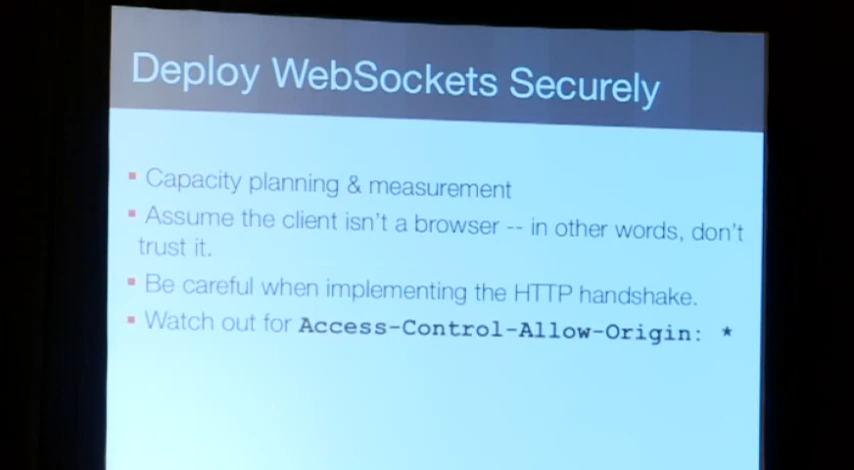 Deploy WebSockets Securely
▪ Capacity planning & measurement
▪ Assume the client isn't a browser -- in other words, don't
trust it.
▪ Be careful when implementing the HTTP handshake.
▪ Watch out for Access-Control-Allow-Origin: *